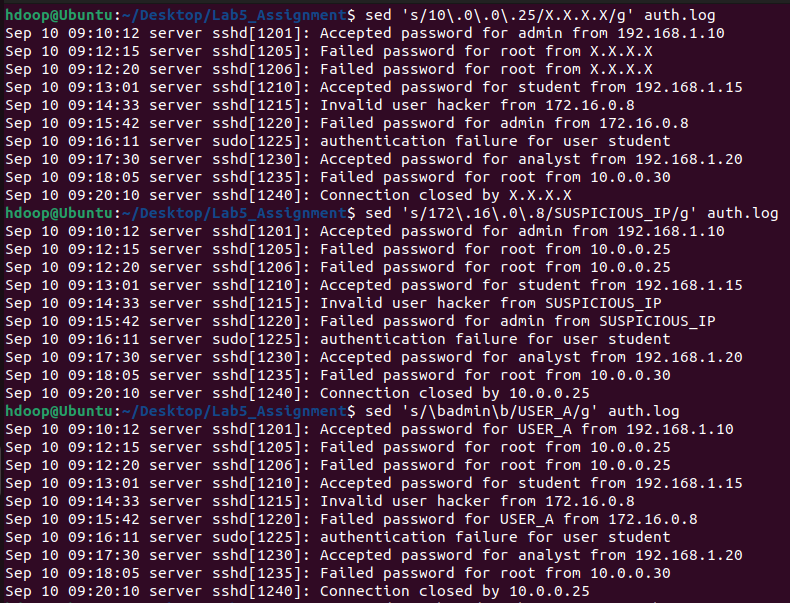 hdoop@Ubuntu:~/Desktop/Lab5_Assignment$ sed 's/10\.0\.0\.25/X.X.X.X/g' auth.log
Sep 10 09:10:12 server sshd[1201]: Accepted password for admin from 192.168.1.10
Sep 10 09:12:15 server sshd[1205]: Failed password for root from X.X.X.X
Sep 10 09:12:20 server sshd[1206]: Failed password for root from X.X.X.X
Sep 10 09:13:01 server sshd[1210]: Accepted password for student from 192.168.1.15
Sep 10 09:14:33 server sshd[1215]: Invalid user hacker from 172.16.0.8
Sep 10 09:15:42 server sshd[1220]: Failed password for admin from 172.16.0.8
Sep 10 09:16:11 server sudo[1225]: authentication failure for user student
Sep 10 09:17:30 server sshd[1230]: Accepted password for analyst from 192.168.1.20
Sep 10 09:18:05 server sshd[1235]: Failed password for root from 10.0.0.30
Sep 10 09:20:10 server sshd[1240]: Connection closed by X.X.X.X
hdoop@Ubuntu:~/Desktop/Lab5_Assignment$ sed 's/172\.16\.0\.8/SUSPICIOUS_IP/g' auth.log
Sep 10 09:10:12 server sshd[1201]: Accepted password for admin from 192.168.1.10
Sep 10 09:12:15 server sshd[1205]: Failed password for root from 10.0.0.25
Sep 10 09:12:20 server sshd[1206]: Failed password for root from 10.0.0.25
Sep 10 09:13:01 server sshd[1210]: Accepted password for student from 192.168.1.15
Sep 10 09:14:33 server sshd[1215]: Invalid user hacker from SUSPICIOUS_IP
Sep 10 09:15:42 server sshd[1220]: Failed password for admin from SUSPICIOUS_IP
Sep 10 09:16:11 server sudo[1225]: authentication failure for user student
Sep 10 09:17:30 server sshd[1230]: Accepted password for analyst from 192.168.1.20
Sep 10 09:18:05 server sshd[1235]: Failed password for root from 10.0.0.30
Sep 10 09:20:10 server sshd[1240]: Connection closed by 10.0.0.25
hdoop@Ubuntu:~/Desktop/Lab5_Assignment$ sed 's/\badmin\b/USER_A/g' auth.log
Sep 10 09:10:12 server sshd[1201]: Accepted password for USER_A from 192.168.1.10
Sep 10 09:12:15 server sshd[1205]: Failed password for root from 10.0.0.25
Sep 10 09:12:20 server sshd[1206]: Failed password for root from 10.0.0.25
Sep 10 09:13:01 server sshd[1210]: Accepted password for student from 192.168.1.15
Sep 10 09:14:33 server sshd[1215]: Invalid user hacker from 172.16.0.8
Sep 10 09:15:42 server sshd[1220]: Failed password for USER_A from 172.16.0.8
Sep 10 09:16:11 server sudo[1225]: authentication failure for user student
Sep 10 09:17:30 server sshd[1230]: Accepted password for analyst from 192.168.1.20
Sep 10 09:18:05 server sshd[1235]: Failed password for root from 10.0.0.30
Sep 10 09:20:10 server sshd[1240]: Connection closed by 10.0.0.25